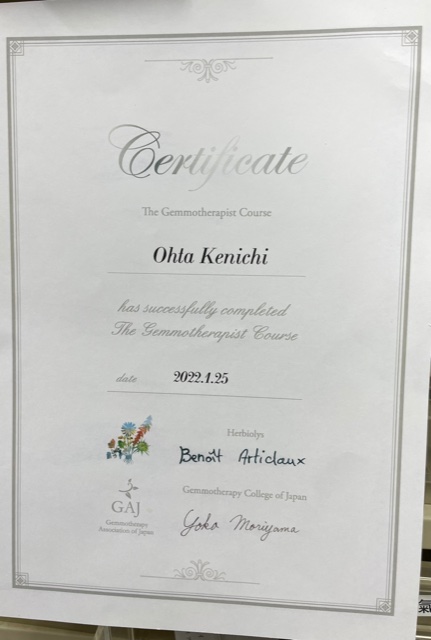 Certificate
The Gemmotherapist Course
Ohta Kenichi
has successfully completed
The Gemmotherapist Course
date 2022.1.25
Herbiolys
Benoît Articlaux
Gemmotherapy College of Japan
GAJ
Gemmotherapy
Association of Japan
Yoko Moriyama
氣